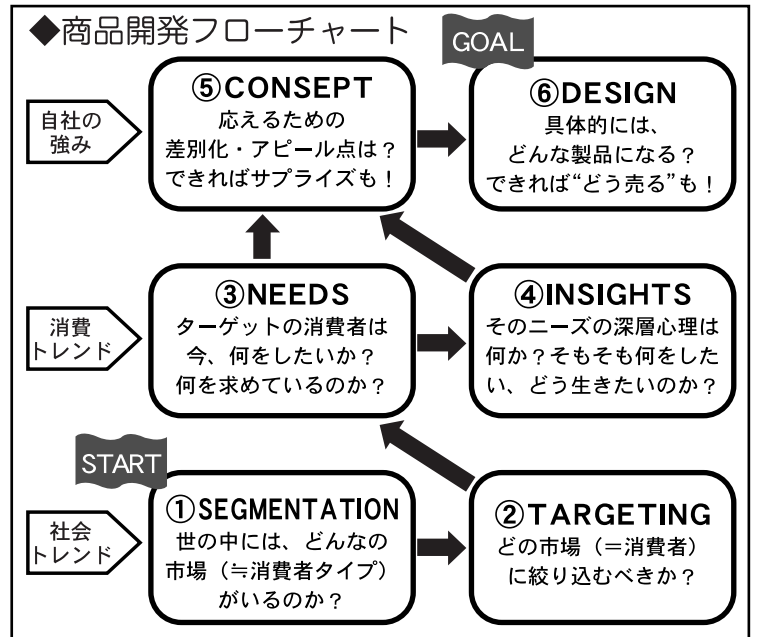 ◆商品開発フローチャート
GOAL
自社の
強み
⑤CONSEPT
応えるための
差別化・アピール点は？
できればサプライズも！
⑥DESIGN
具体的には、
どんな製品になる？
できれば“どう売る”も！
消費
トレンド
③NEEDS
ターゲットの消費者は
今、何をしたいか？
何を求めているのか？
④INSIGHTS
そのニーズの深層心理は
何か？そもそも何をした
い、どう生きたいのか？
START
社会
トレンド
①SEGMENTATION
世の中には、どんなの
市場（≒消費者タイプ）
がいるのか？
②TARGETING
どの市場（＝消費者）
に絞り込むべきか？